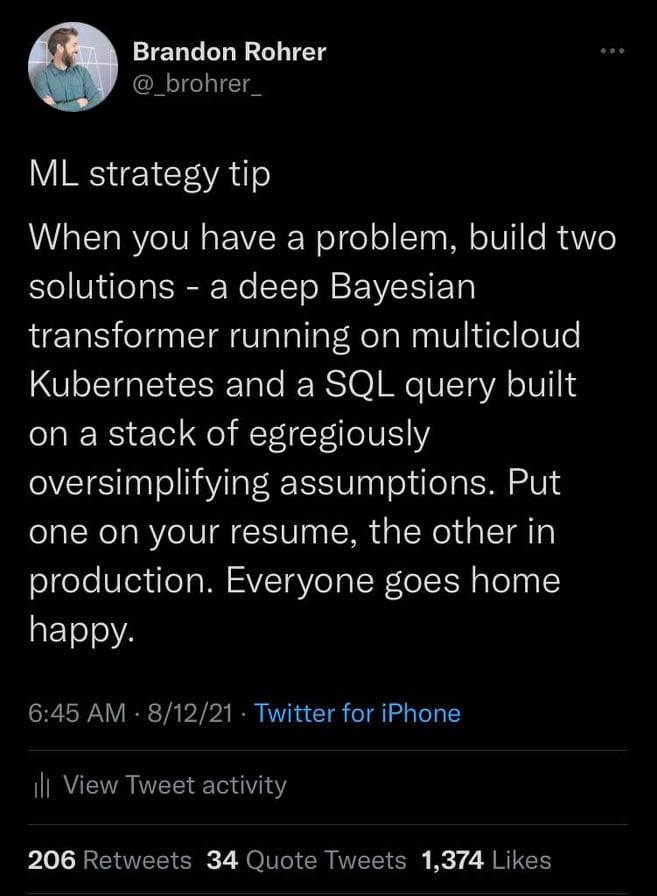 Brandon Rohrer
@_brohrer_
ML strategy tip
When you have a problem, build two
solutions - a deep Bayesian
transformer running on multicloud
Kubernetes and a SQL query built
on a stack of egregiously
oversimplifying assumptions. Put
one on your resume, the other in
production. Everyone goes home
happy.
6:45 AM · 8/12/21 · Twitter for iPhone
View Tweet activity
206 Retweets 34 Quote Tweets 1,374 Likes